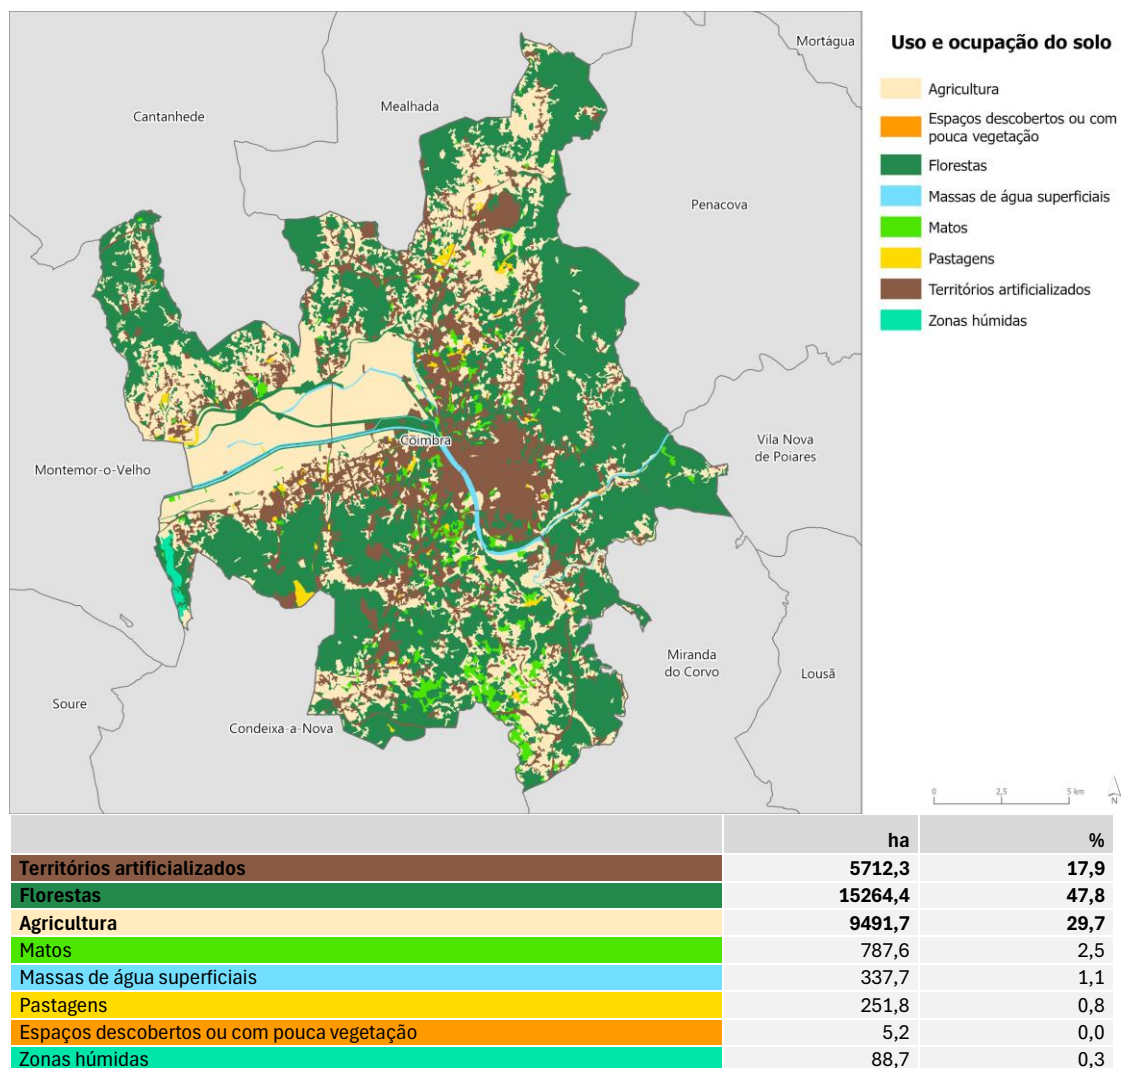 Mortágua
Cantanhede
Mealhada
Penacova
Coimbra
Vila Nova
de Poiares
Montemor-o-Velho
Miranda
do Corvo
Lousã
Soure
Condeixa-a-Nova
Uso e ocupação do solo
Agricultura
Espaços descobertos ou com
pouca vegetação
Florestas
Massas de água superficiais
Matos
Pastagens
Territórios artificializados
Zonas húmidas
0 2,5 5 km
N
ha %
Territórios artificializados 5712,3 17,9
Florestas 15264,4 47,8
Agricultura 9491,7 29,7
Matos 787,6 2,5
Massas de água superficiais 337,7 1,1
Pastagens 251,8 0,8
Espaços descobertos ou com pouca vegetação 5,2 0,0
Zonas húmidas 88,7 0,3